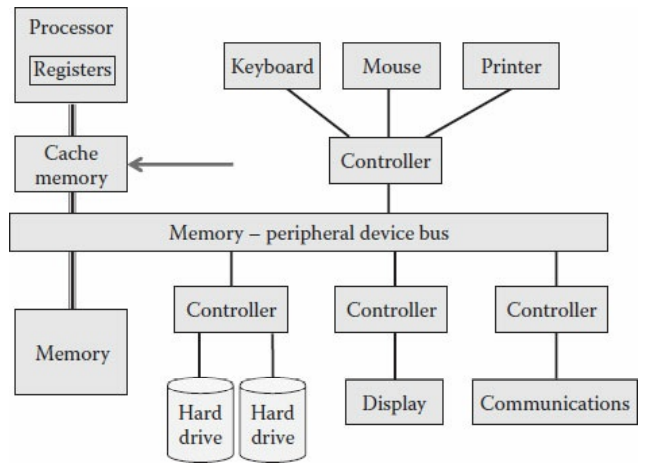 Processor
Registers
Keyboard
Mouse
Printer
Cache
memory
Controller
Memory – peripheral device bus
Controller
Controller
Controller
Memory
Hard
drive
Hard
drive
Display
Communications